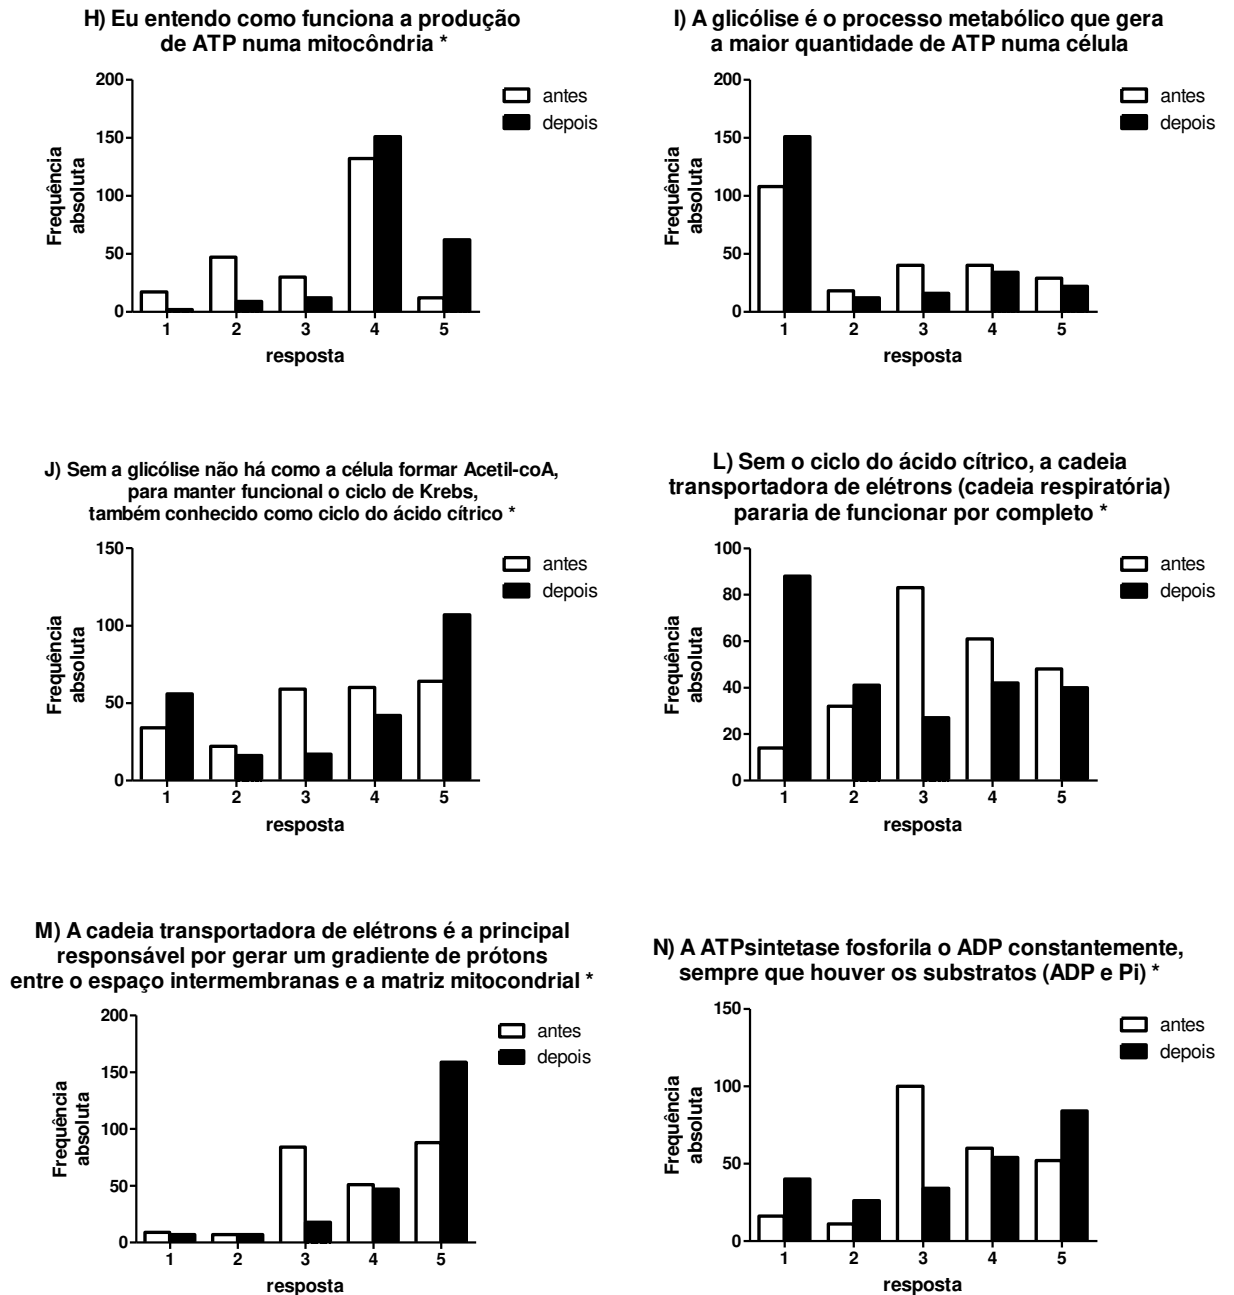 H) Eu entendo como funciona a produção
de ATP numa mitocôndria *
200
150
100
50
0
Frequência
absoluta
1 2 3 4 5
resposta
antes
depois
I) A glicólise é o processo metabólico que gera
a maior quantidade de ATP numa célula
200
150
100
50
0
Frequência
absoluta
1 2 3 4 5
resposta
antes
depois
J) Sem a glicólise não há como a célula formar Acetil-coA,
para manter funcional o ciclo de Krebs,
também conhecido como ciclo do ácido cítrico *
150
100
50
0
Frequência
absoluta
1 2 3 4 5
resposta
antes
depois
L) Sem o ciclo do ácido cítrico, a cadeia
transportadora de elétrons (cadeia respiratória)
pararia de funcionar por completo *
100
80
60
40
20
0
Frequência
absoluta
1 2 3 4 5
resposta
antes
depois
M) A cadeia transportadora de elétrons é a principal
responsável por gerar um gradiente de prótons
entre o espaço intermembranas e a matriz mitocondrial *
200
150
100
50
0
Frequência
absoluta
1 2 3 4 5
resposta
antes
depois
N) A ATPsintetase fosforila o ADP constantemente,
sempre que houver os substratos (ADP e Pi) *
150
100
50
0
Frequência
absoluta
1 2 3 4 5
resposta
antes
depois